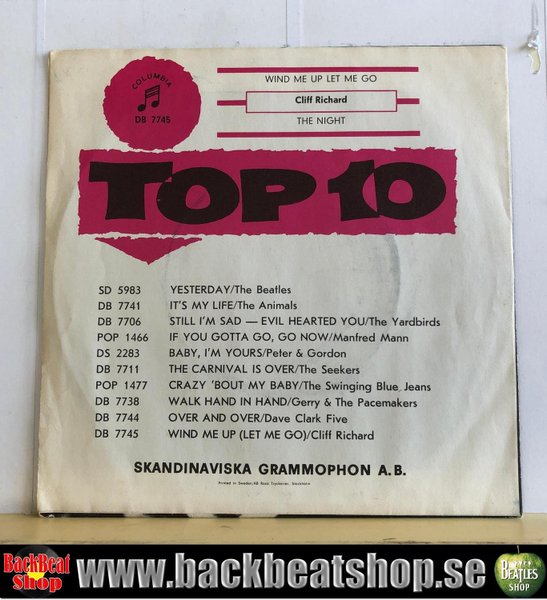 COLUMBIA
DB 7745
WIND ME UP LET ME GO
Cliff Richard
THE NIGHT
TOP 10
SD 5983 YESTERDAY/The Beatles
DB 7741 IT'S MY LIFE/The Animals
DB 7706 STILL I'M SAD — EVIL HEARTED YOU/The Yardbirds
POP 1466 IF YOU GOTTA GO, GO NOW/Manfred Mann
DS 2283 BABY, I'M YOURS/Peter & Gordon
DB 7711 THE CARNIVAL IS OVER/The Seekers
POP 1477 CRAZY 'BOUT MY BABY/The Swinging Blue Jeans
DB 7738 WALK HAND IN HAND/Gerry & The Pacemakers
DB 7744 OVER AND OVER/Dave Clark Five
DB 7745 WIND ME UP (LET ME GO)/Cliff Richard
SKANDINAVISKA GRAMMOPHON A.B.
Printed in Sweden, Stockholm
BackBeat Shop
www.backbeatshop.se
BEATLES
SHOP